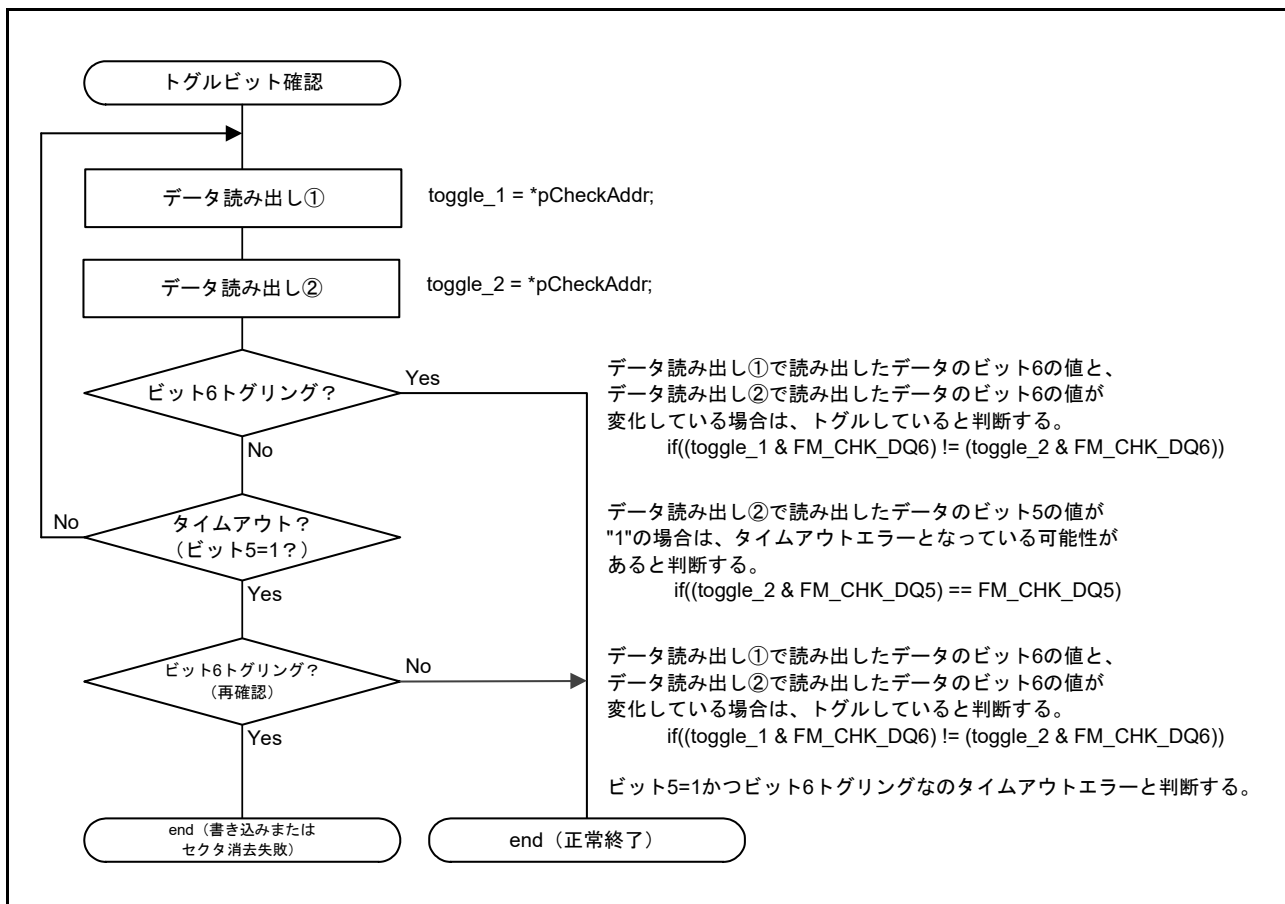 トグルビット確認
データ読み出し①
toggle_1 = *pCheckAddr;
データ読み出し②
toggle_2 = *pCheckAddr;
ビット6トグリング？
Yes
No
データ読み出し①で読み出したデータのビット6の値と、
データ読み出し②で読み出したデータのビット6の値が
変化している場合は、トグルしていると判断する。
if((toggle_1 & FM_CHK_DQ6) != (toggle_2 & FM_CHK_DQ6))
タイムアウト？
（ビット5=1？）
No
Yes
データ読み出し②で読み出したデータのビット5の値が
"1"の場合は、タイムアウトエラーとなっている可能性が
あると判断する。
if((toggle_2 & FM_CHK_DQ5) == FM_CHK_DQ5)
ビット6トグリング？
（再確認）
No
Yes
データ読み出し①で読み出したデータのビット6の値と、
データ読み出し②で読み出したデータのビット6の値が
変化している場合は、トグルしていると判断する。
if((toggle_1 & FM_CHK_DQ6) != (toggle_2 & FM_CHK_DQ6))
ビット5=1かつビット6トグリングなのタイムアウトエラーと判断する。
end（書き込みまたは
セクタ消去失敗）
end（正常終了）